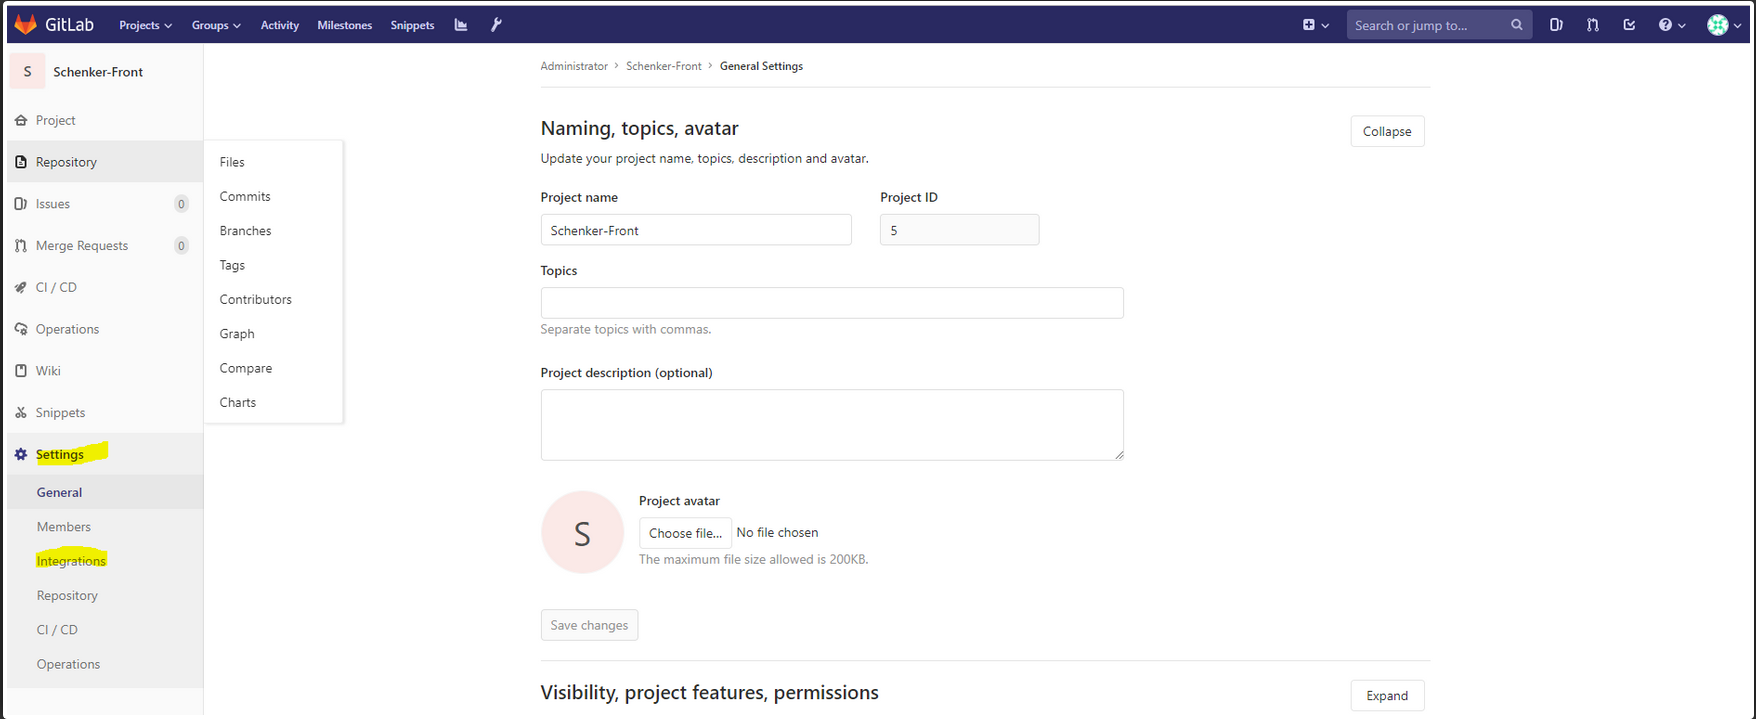 GitLab Projects Groups Activity Milestones Snippets Search or jump to...
S Schenker-Front
Project
Repository
Issues 0
Merge Requests 0
CI / CD
Operations
Wiki
Snippets
Settings
General
Members
Integrations
Repository
CI / CD
Operations
Files
Commits
Branches
Tags
Contributors
Graph
Compare
Charts
Administrator > Schenker-Front > General Settings
Naming, topics, avatar
Collapse
Update your project name, topics, description and avatar.
Project name Project ID
Schenker-Front 5
Topics
Separate topics with commas.
Project description (optional)
S
Project avatar
Choose file... No file chosen
The maximum file size allowed is 200KB.
Save changes
Visibility, project features, permissions
Expand